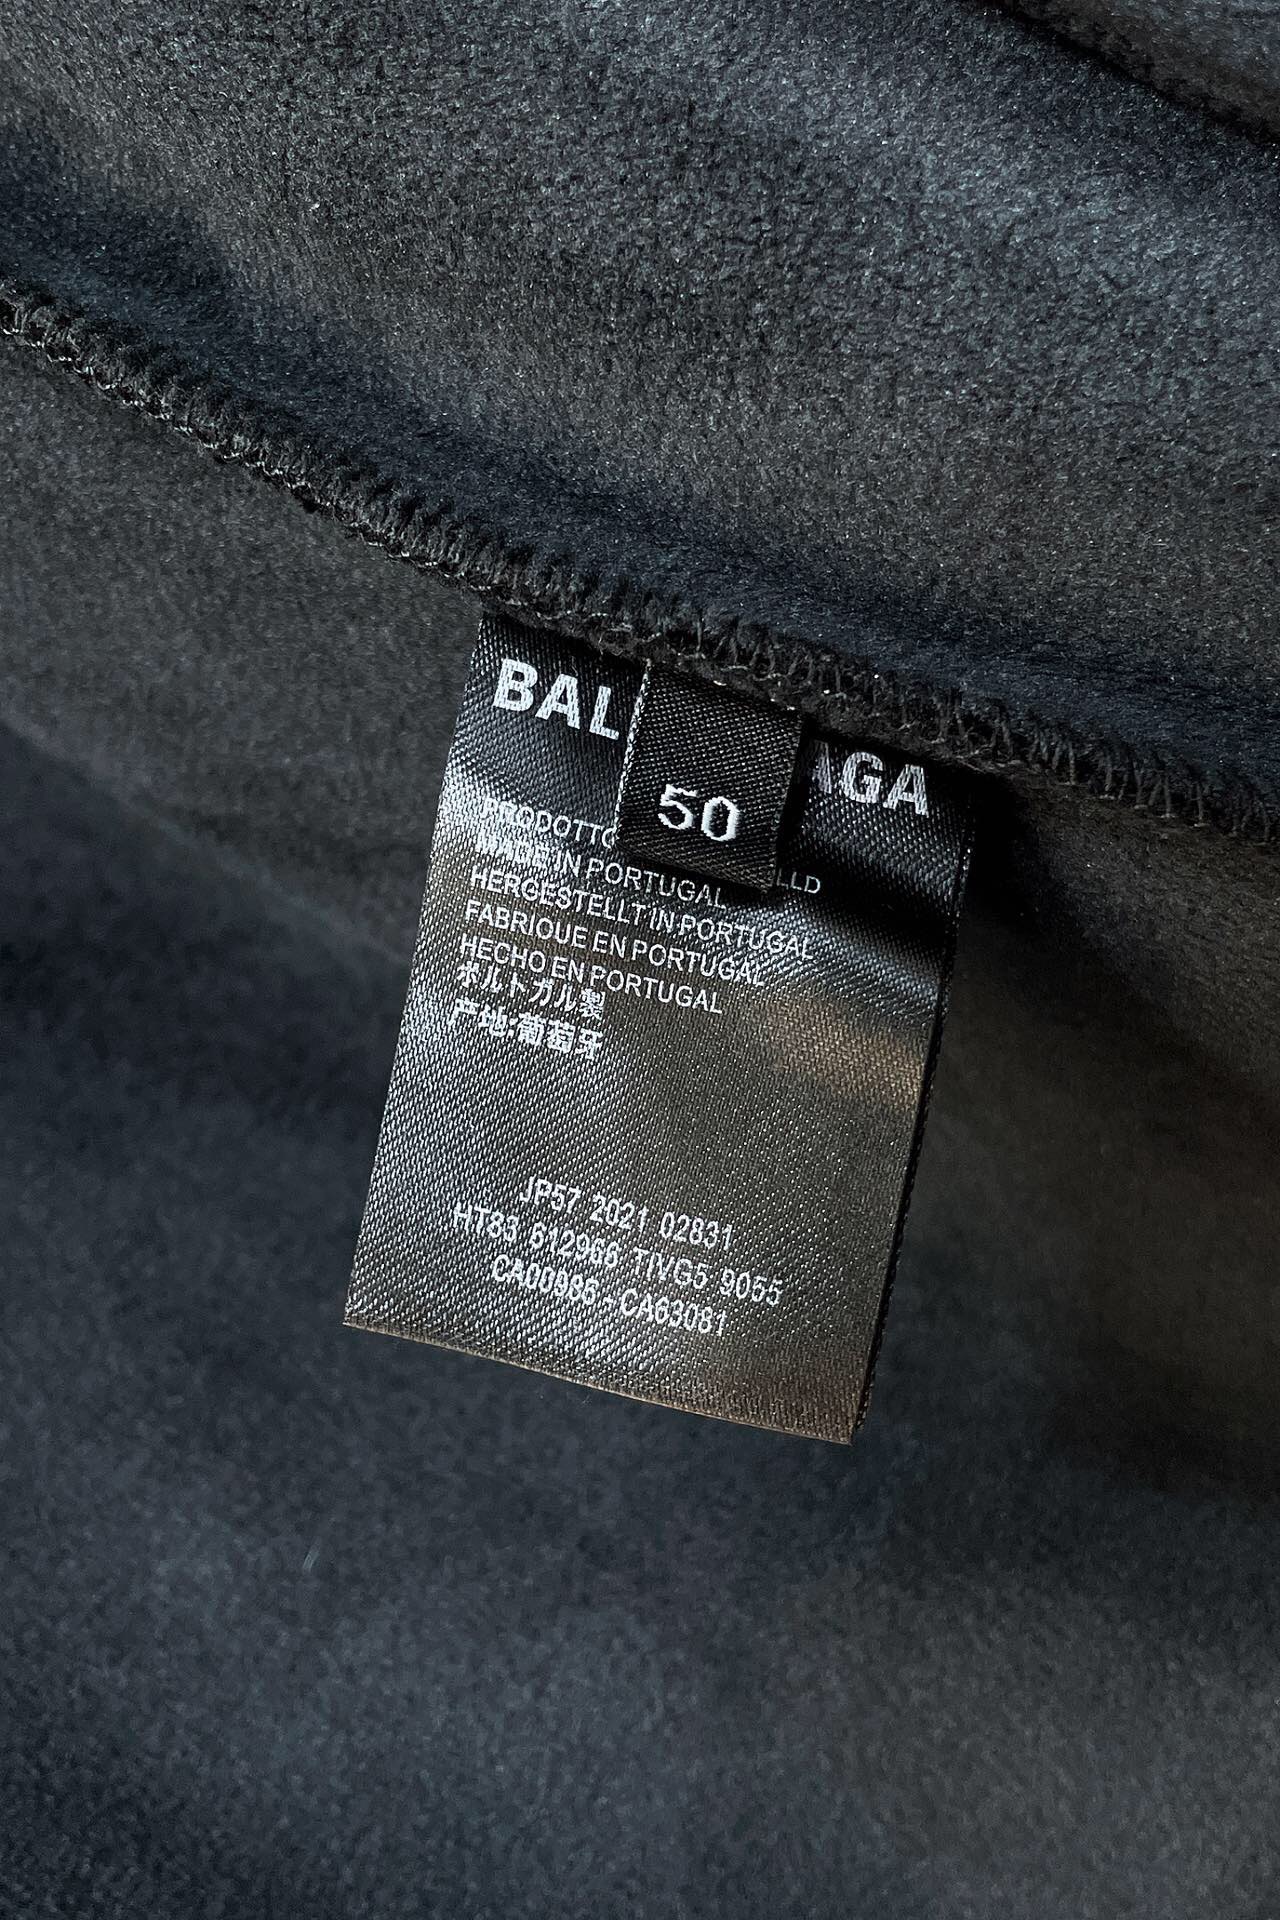 BAL AGA
50
PRODOTTO LLD
MADE IN PORTUGAL
HERGESTELLT IN PORTUGAL
FABRIQUE EN PORTUGAL
HECHO EN PORTUGAL
ポルトガル製
产地:葡萄牙
JP57 2021 02831
HT83 612966 TIVG5 9055
CA00986 - CA63081